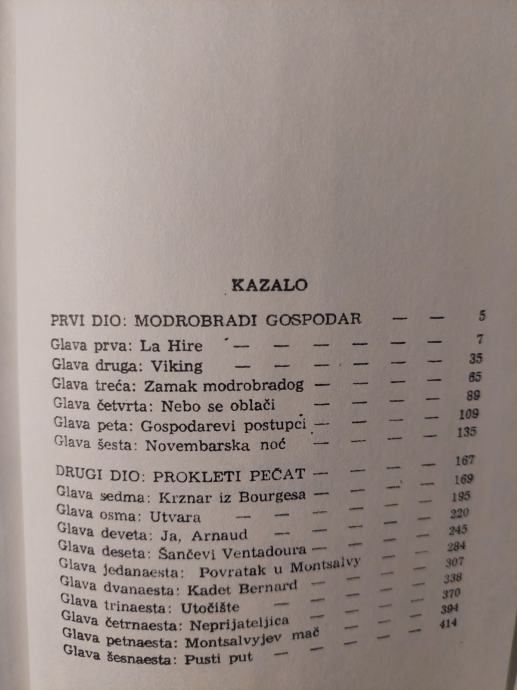 KAZALO
PRVI DIO: MODROBRADI GOSPODAR — — 5
Glava prva: La Hire — — — — — — 7
Glava druga: Viking — — — — — — 35
Glava treća: Zamak modrobradog — — — — 65
Glava četvrta: Nebo se oblači — — — — 89
Glava peta: Gospodarevi postupci — — — — 109
Glava šesta: Novembarska noć — — — — 135
DRUGI DIO: PROKLETI PEČAT — — — — 167
Glava sedma: Krznar iz Bourgesa — — — — 169
Glava osma: Utvara — — — — — — 195
Glava deveta: Ja, Arnaud — — — — — 220
Glava deseta: Šančevi Ventadoura — — — — 245
Glava jedanaesta: Povratak u Montsalvy — — — 284
Glava dvanaesta: Kadet Bernard — — — — 307
Glava trinaesta: Utočište — — — — — 338
Glava četrnaesta: Neprijateljica — — — — 370
Glava petnaesta: Montsalvyjev mač — — — — 394
Glava šesnaesta: Pusti put — — — — — 414